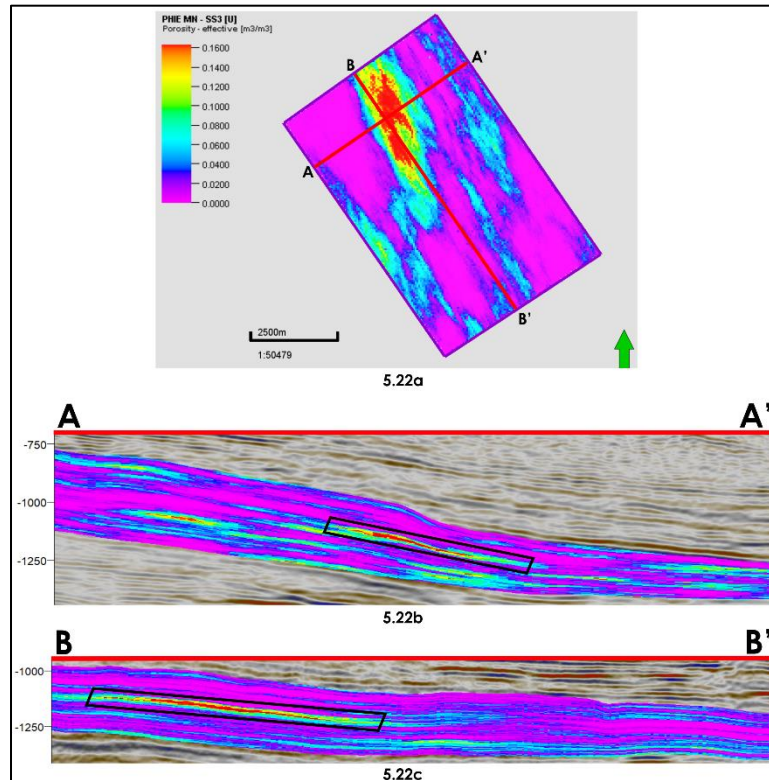 PHIE MN - SS3 [U]
Porosity - effective [m3/m3]
0.1600
0.1400
0.1200
0.1000
0.0800
0.0600
0.0400
0.0200
0.0000
B
A'
A
B'
2500m
1:50479
5.22a
A
A'
-750
-1000
-1250
5.22b
B
B'
-1000
-1250
5.22c